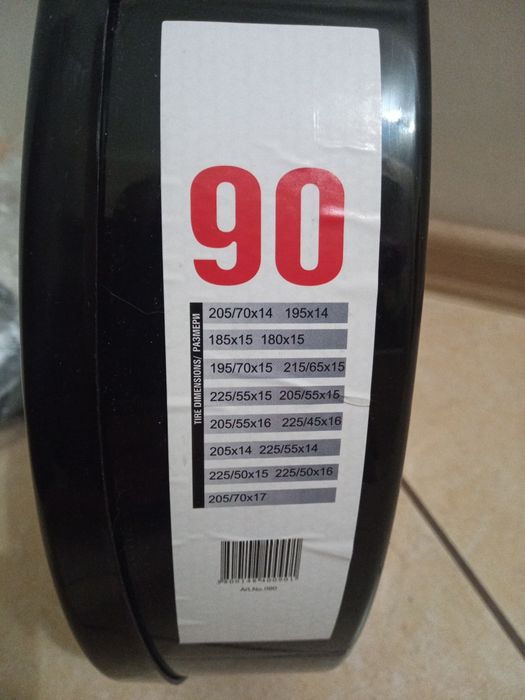 90
TIRE DIMENSIONS/ РАЗМЕРИ
205/70x14 195x14
185x15 180x15
195/70x15 215/65x15
225/55x15 205/55x15
205/55x16 225/45x16
205x14 225/55x14
225/50x15 225/50x16
205/70x17
Art.No.090